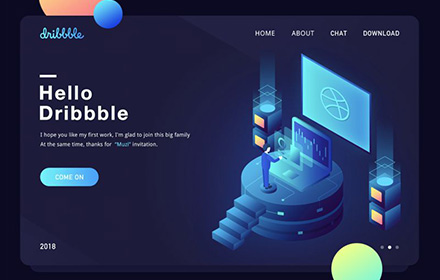 dribbble
HOME ABOUT CHAT DOWNLOAD
Hello
Dribbble
I hope you like my first work, I'm glad to join this big family
At the same time, thanks for "Muzi" invitation.
COME ON
2018